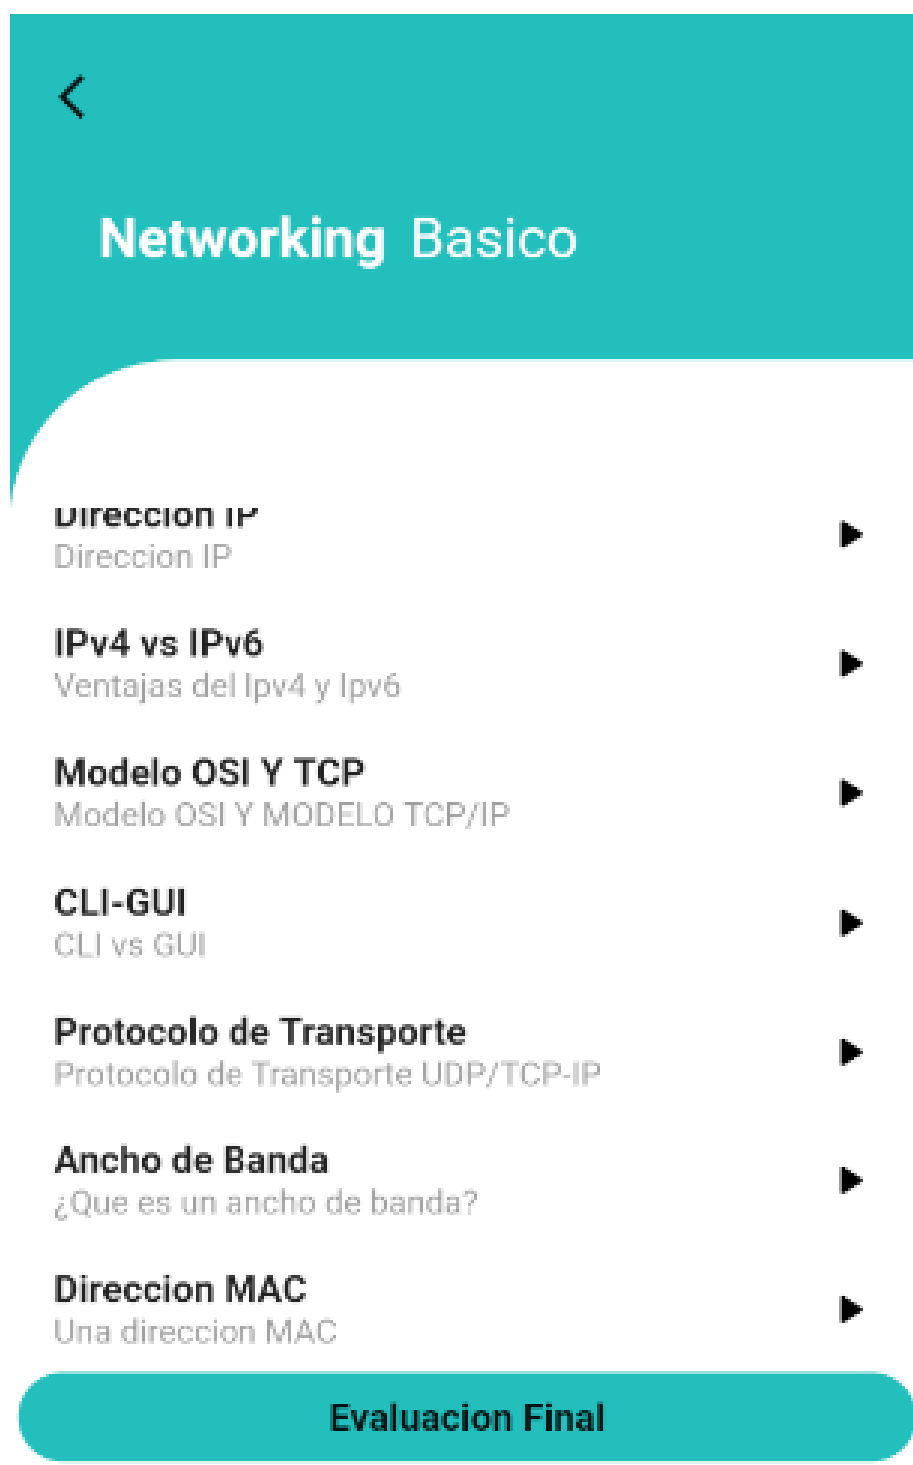 Networking Basico
Direccion IP
Direccion IP
IPv4 vs IPv6
Ventajas del Ipv4 y Ipv6
Modelo OSI Y TCP
Modelo OSI Y MODELO TCP/IP
CLI-GUI
CLI vs GUI
Protocolo de Transporte
Protocolo de Transporte UDP/TCP-IP
Ancho de Banda
¿Que es un ancho de banda?
Direccion MAC
Una direccion MAC
Evaluacion Final